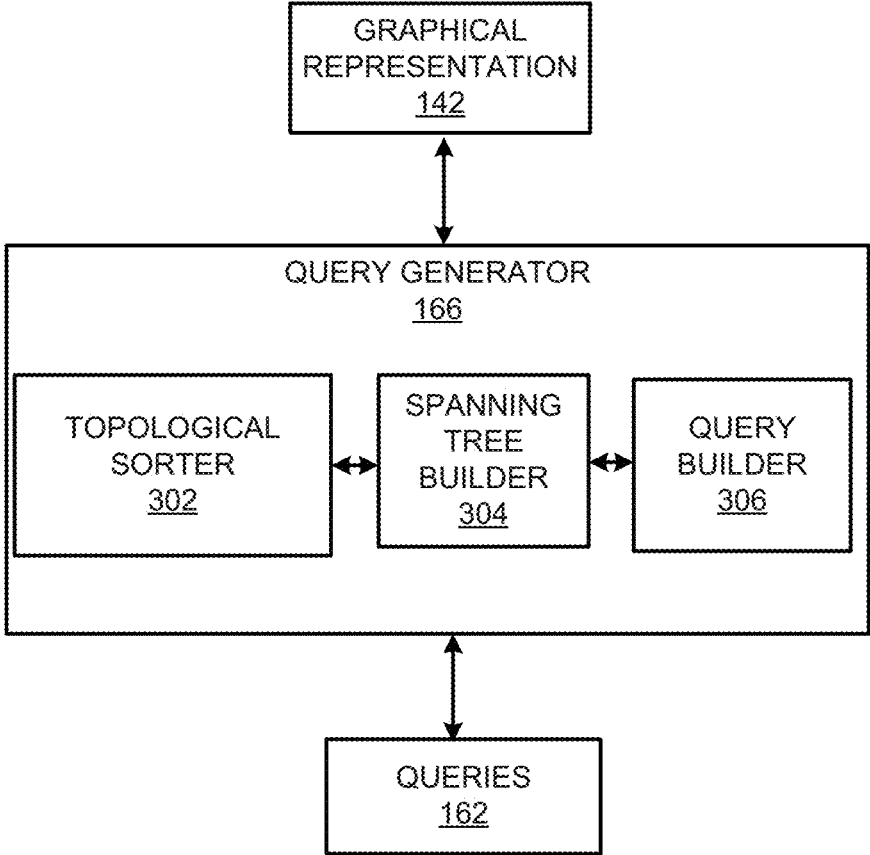 GRAPHICAL
REPRESENTATION
142
QUERY GENERATOR
166
TOPOLOGICAL
SORTER
302
SPANNING
TREE
BUILDER
304
QUERY
BUILDER
306
QUERIES
162